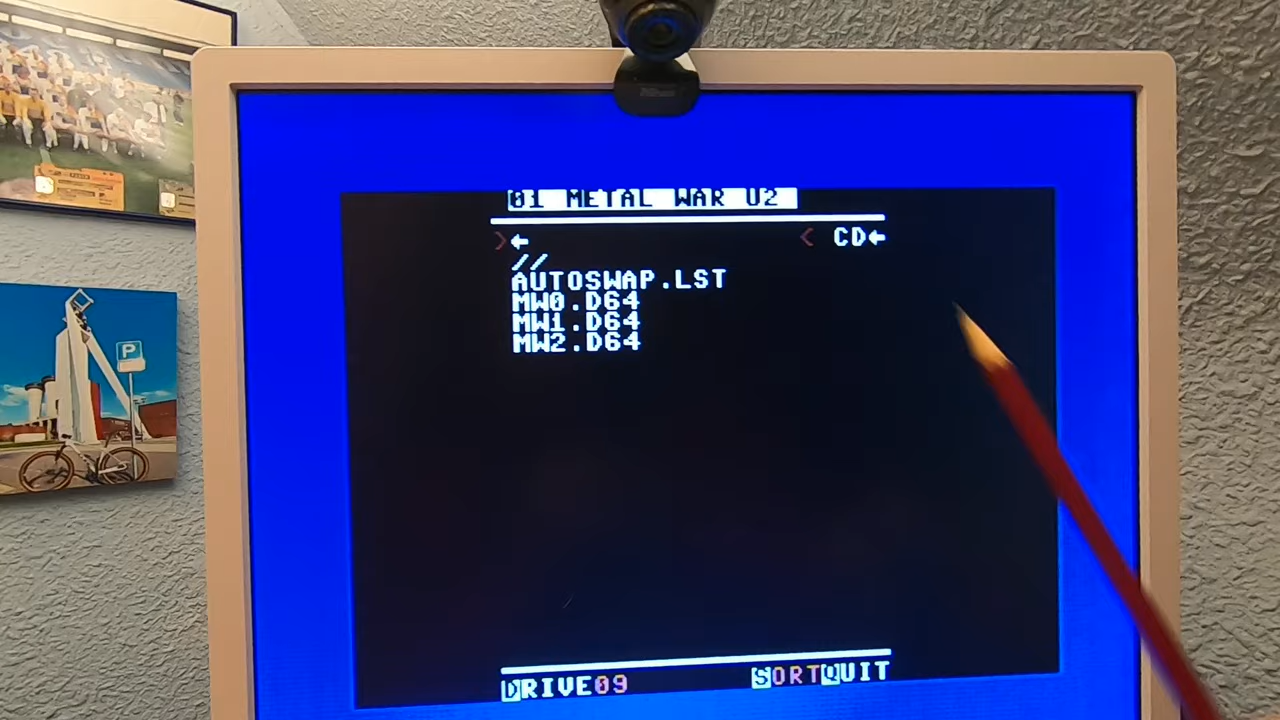 01 METAL WAR V2
>← < CD←
//
AUTOSWAP.LST
MW0.D64
MW1.D64
MW2.D64
DRIVE09 SORT QUIT
P